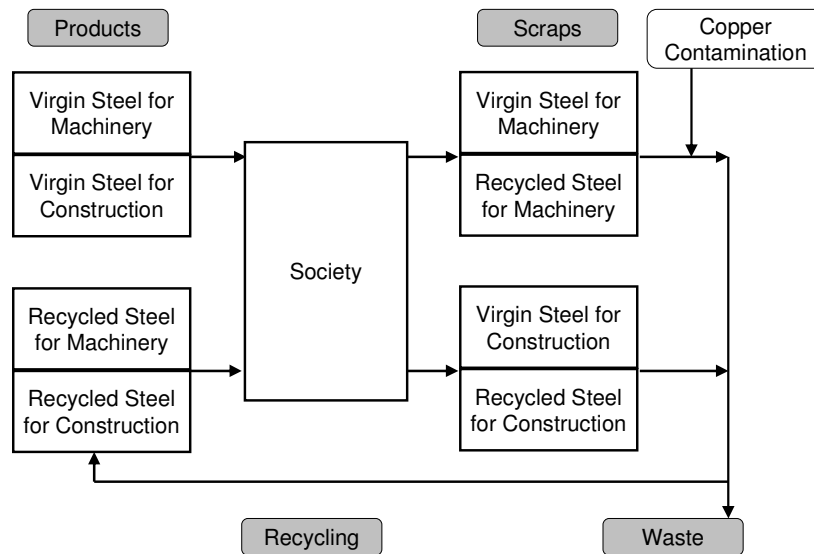 Products
Scraps
Copper
Contamination
Virgin Steel for
Machinery
Virgin Steel for
Construction
Society
Virgin Steel for
Machinery
Recycled Steel
for Machinery
Recycled Steel
for Machinery
Recycled Steel
for Construction
Virgin Steel for
Construction
Recycled Steel
for Construction
Recycling
Waste